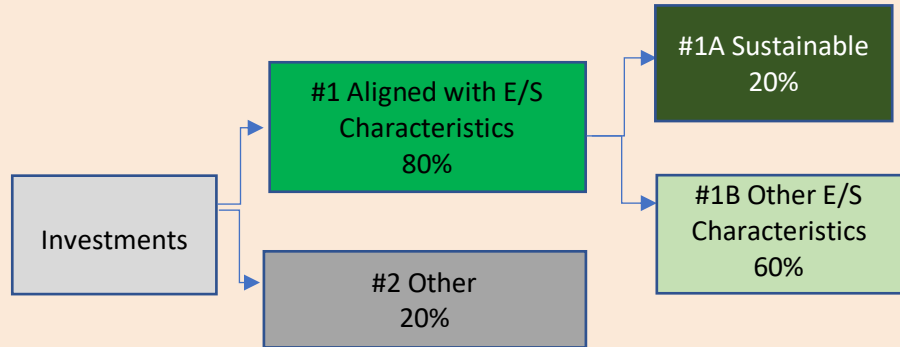 Investments
#1 Aligned with E/S
Characteristics
80%
#2 Other
20%
#1A Sustainable
20%
#1B Other E/S
Characteristics
60%